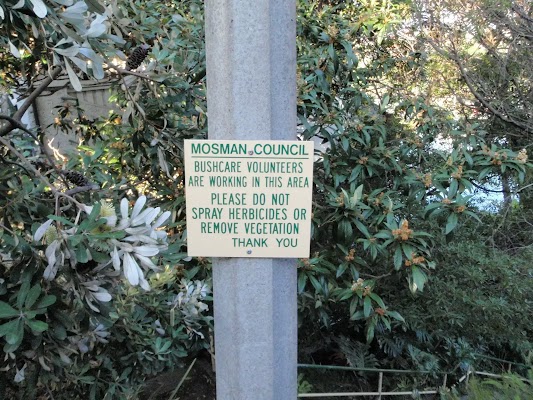 MOSMAN COUNCIL
BUSHCARE VOLUNTEERS
ARE WORKING IN THIS AREA
PLEASE DO NOT
SPRAY HERBICIDES OR
REMOVE VEGETATION
THANK YOU